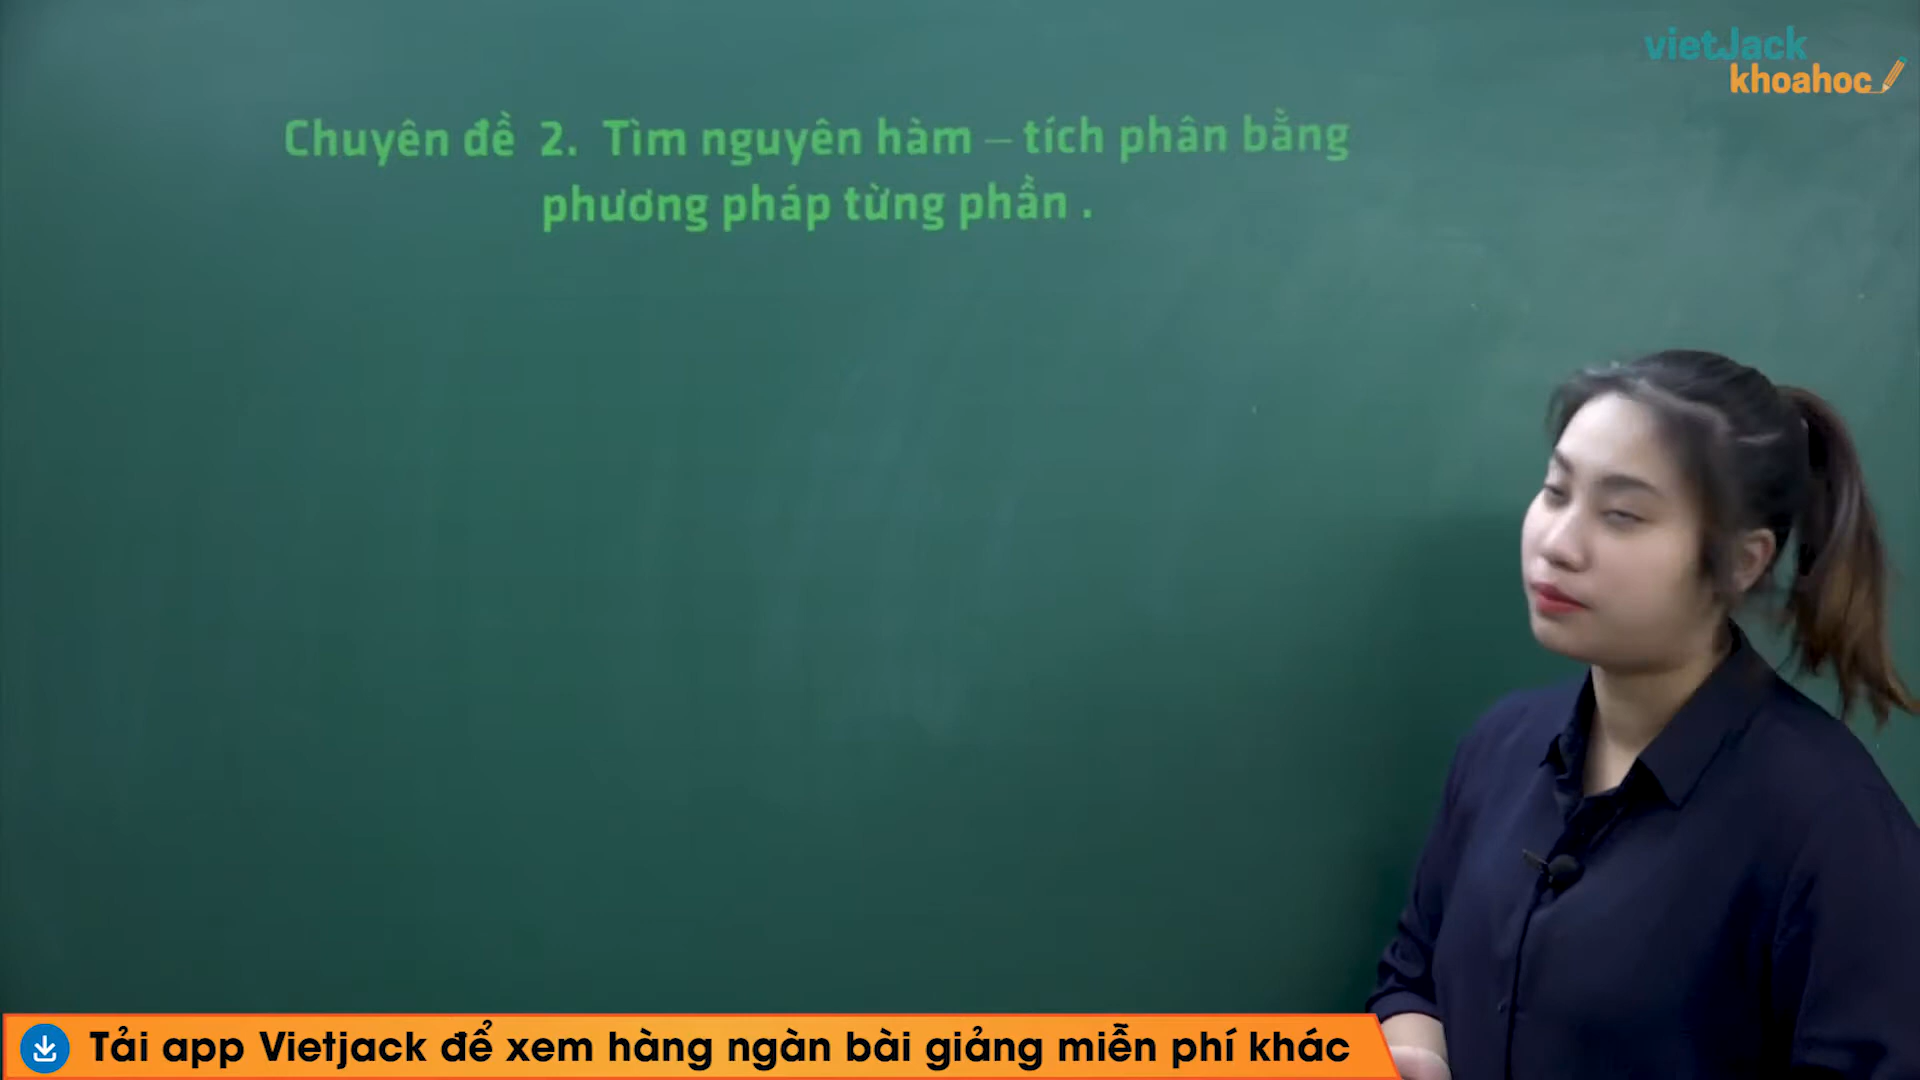 vietJack
khoahoc
Chuyên đề 2. Tìm nguyên hàm – tích phân bằng
phương pháp từng phần .
Tải app Vietjack để xem hàng ngàn bài giảng miễn phí khác